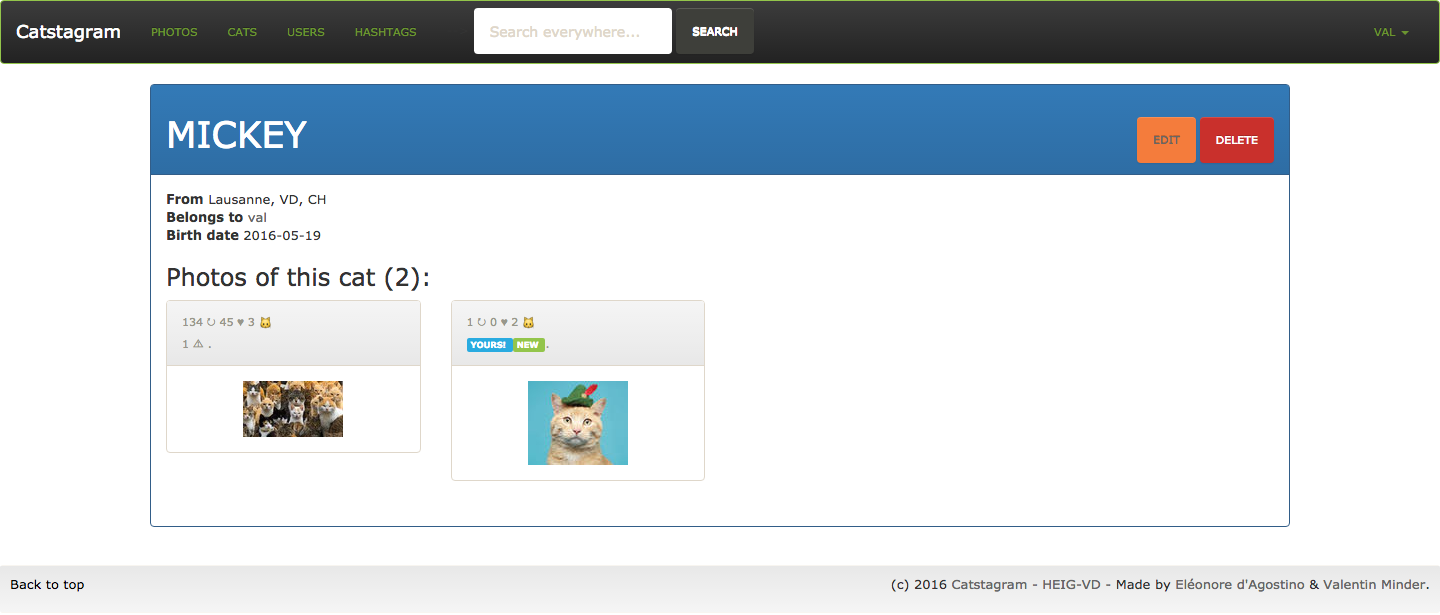 Catstagram PHOTOS CATS USERS HASHTAGS Search everywhere... SEARCH VAL
MICKEY EDIT DELETE
From Lausanne, VD, CH
Belongs to val
Birth date 2016-05-19
Photos of this cat (2):
134 ↻ 45 ♥ 3 🐱
1 ⚠ .
1 ↻ 0 ♥ 2 🐱
YOURS! NEW .
Back to top (c) 2016 Catstagram - HEIG-VD - Made by Eléonore d'Agostino & Valentin Minder.